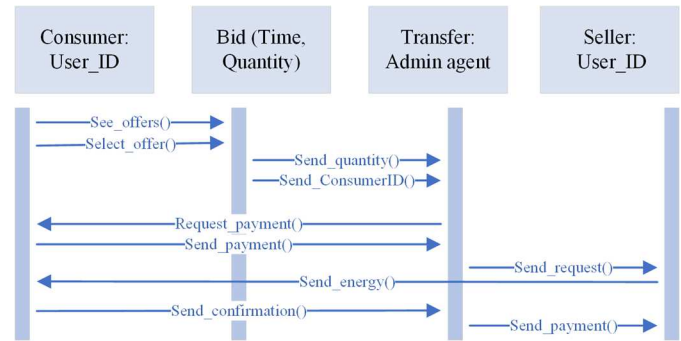 Consumer:
User_ID
Bid (Time,
Quantity)
Transfer:
Admin agent
Seller:
User_ID
See_offers()
Select_offer()
Send_quantity()
Send_ConsumerID()
Request_payment()
Send_payment()
Send_request()
Send_energy()
Send_confirmation()
Send_payment()